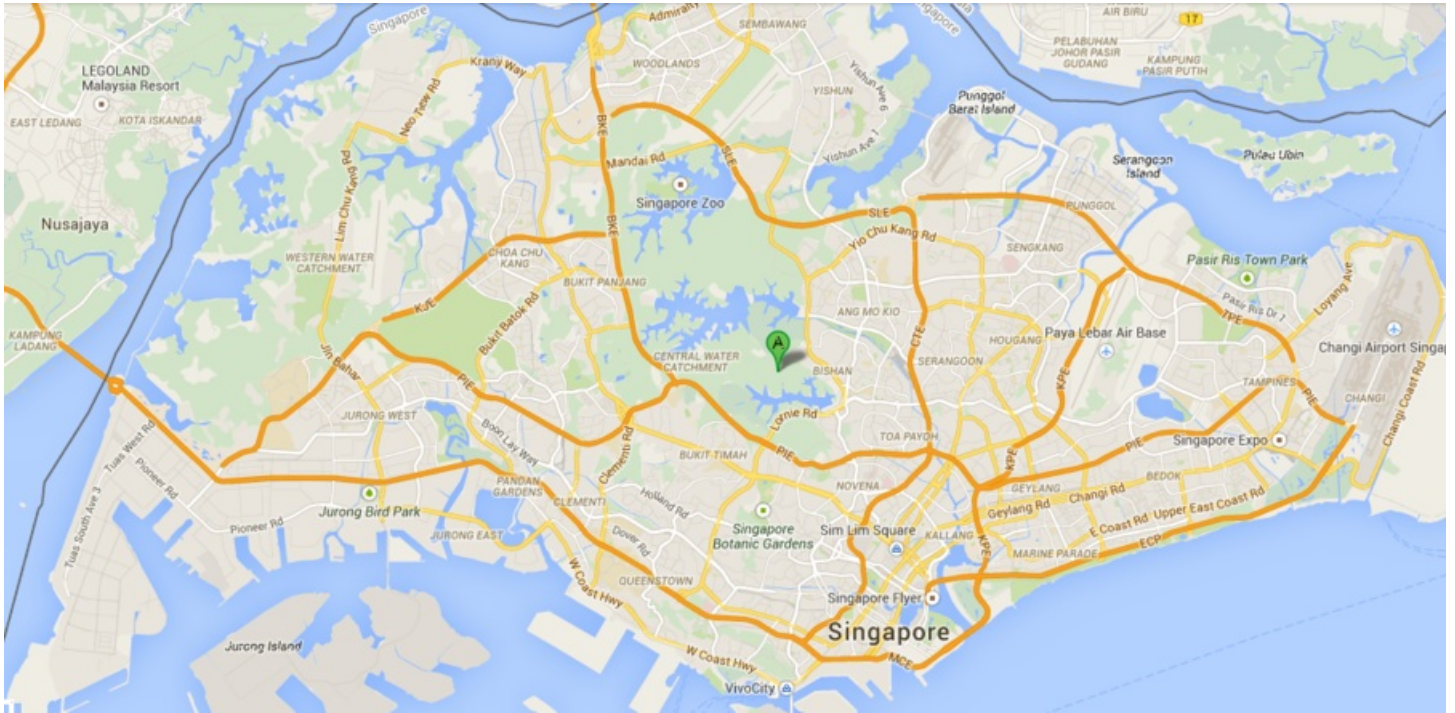 Singapore
Admiralty
SEMBAWANG
AIR BIRU
17
PELABUHAN
JOHOR PASIR
GUDANG
KAMPUNG
PASIR PUTIH
LEGOLAND
Malaysia Resort
EAST LEDANG
KOTA ISKANDAR
Krany Way
WOODLANDS
YISHUN
Yishun Ave 6
Punggol
Barat Island
Neo Tiew Rd
BKE
SLE
Yishun Ave 1
Mandai Rd
Serangoon
Island
Pulau Ubin
Lim Chu Kang Rd
Singapore Zoo
Nusajaya
BKE
SLE
Yio Chu Kang Rd
PUNGGOL
SENGKANG
WESTERN WATER
CATCHMENT
CHOA CHU
KANG
BUKIT PANJANG
Pasir Ris Town Park
Loyang Ave
KJE
Bukit Batok Rd
ANG MO KIO
Pasir Ris Dr 1
TPE
KAMPUNG
LADANG
Jln Bahar
CENTRAL WATER
CATCHMENT
A
CTE
HOUGANG
Paya Lebar Air Base
SERANGOON
BISHAN
KPE
Changi Airport Singap
PIE
TAMPINES
PIE
CHANGI
Changi Coast Rd
JURONG WEST
Lornie Rd
Tuas West Rd
Boon Lay Way
Clementi Rd
TOA PAYOH
BUKIT TIMAH
PIE
PIE
Singapore Expo
Pioneer Rd
KPE
BEDOK
PANDAN
GARDENS
CLEMENTI
NOVENA
GEYLANG
Changi Rd
Tuas South Ave 3
Jurong Bird Park
Holland Rd
Geylang Rd
Pioneer Rd
Singapore
Botanic Gardens
Sim Lim Square
E Coast Rd
Upper East Coast Rd
JURONG EAST
Dover Rd
KALLANG
KPE
ECP
MARINE PARADE
W Coast Hwy
QUEENSTOWN
Singapore Flyer
Singapore
Jurong Island
W Coast Hwy
MCE
VivoCity